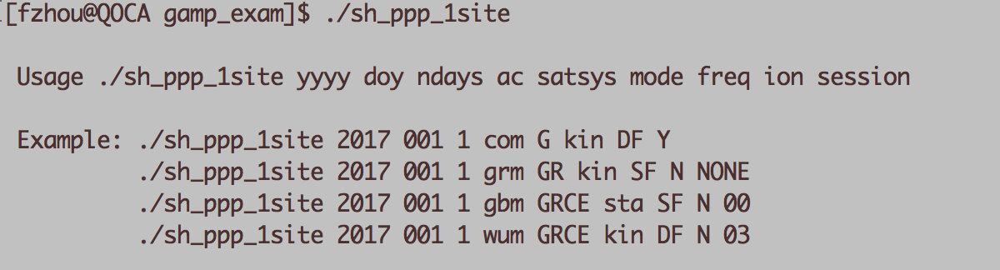 [fzhou@QOCA gamp_exam]$ ./sh_ppp_1site
Usage ./sh_ppp_1site yyyy doy ndays ac satsys mode freq ion session
Example: ./sh_ppp_1site 2017 001 1 com G kin DF Y
./sh_ppp_1site 2017 001 1 grm GR kin SF N NONE
./sh_ppp_1site 2017 001 1 gbm GRCE sta SF N 00
./sh_ppp_1site 2017 001 1 wum GRCE kin DF N 03